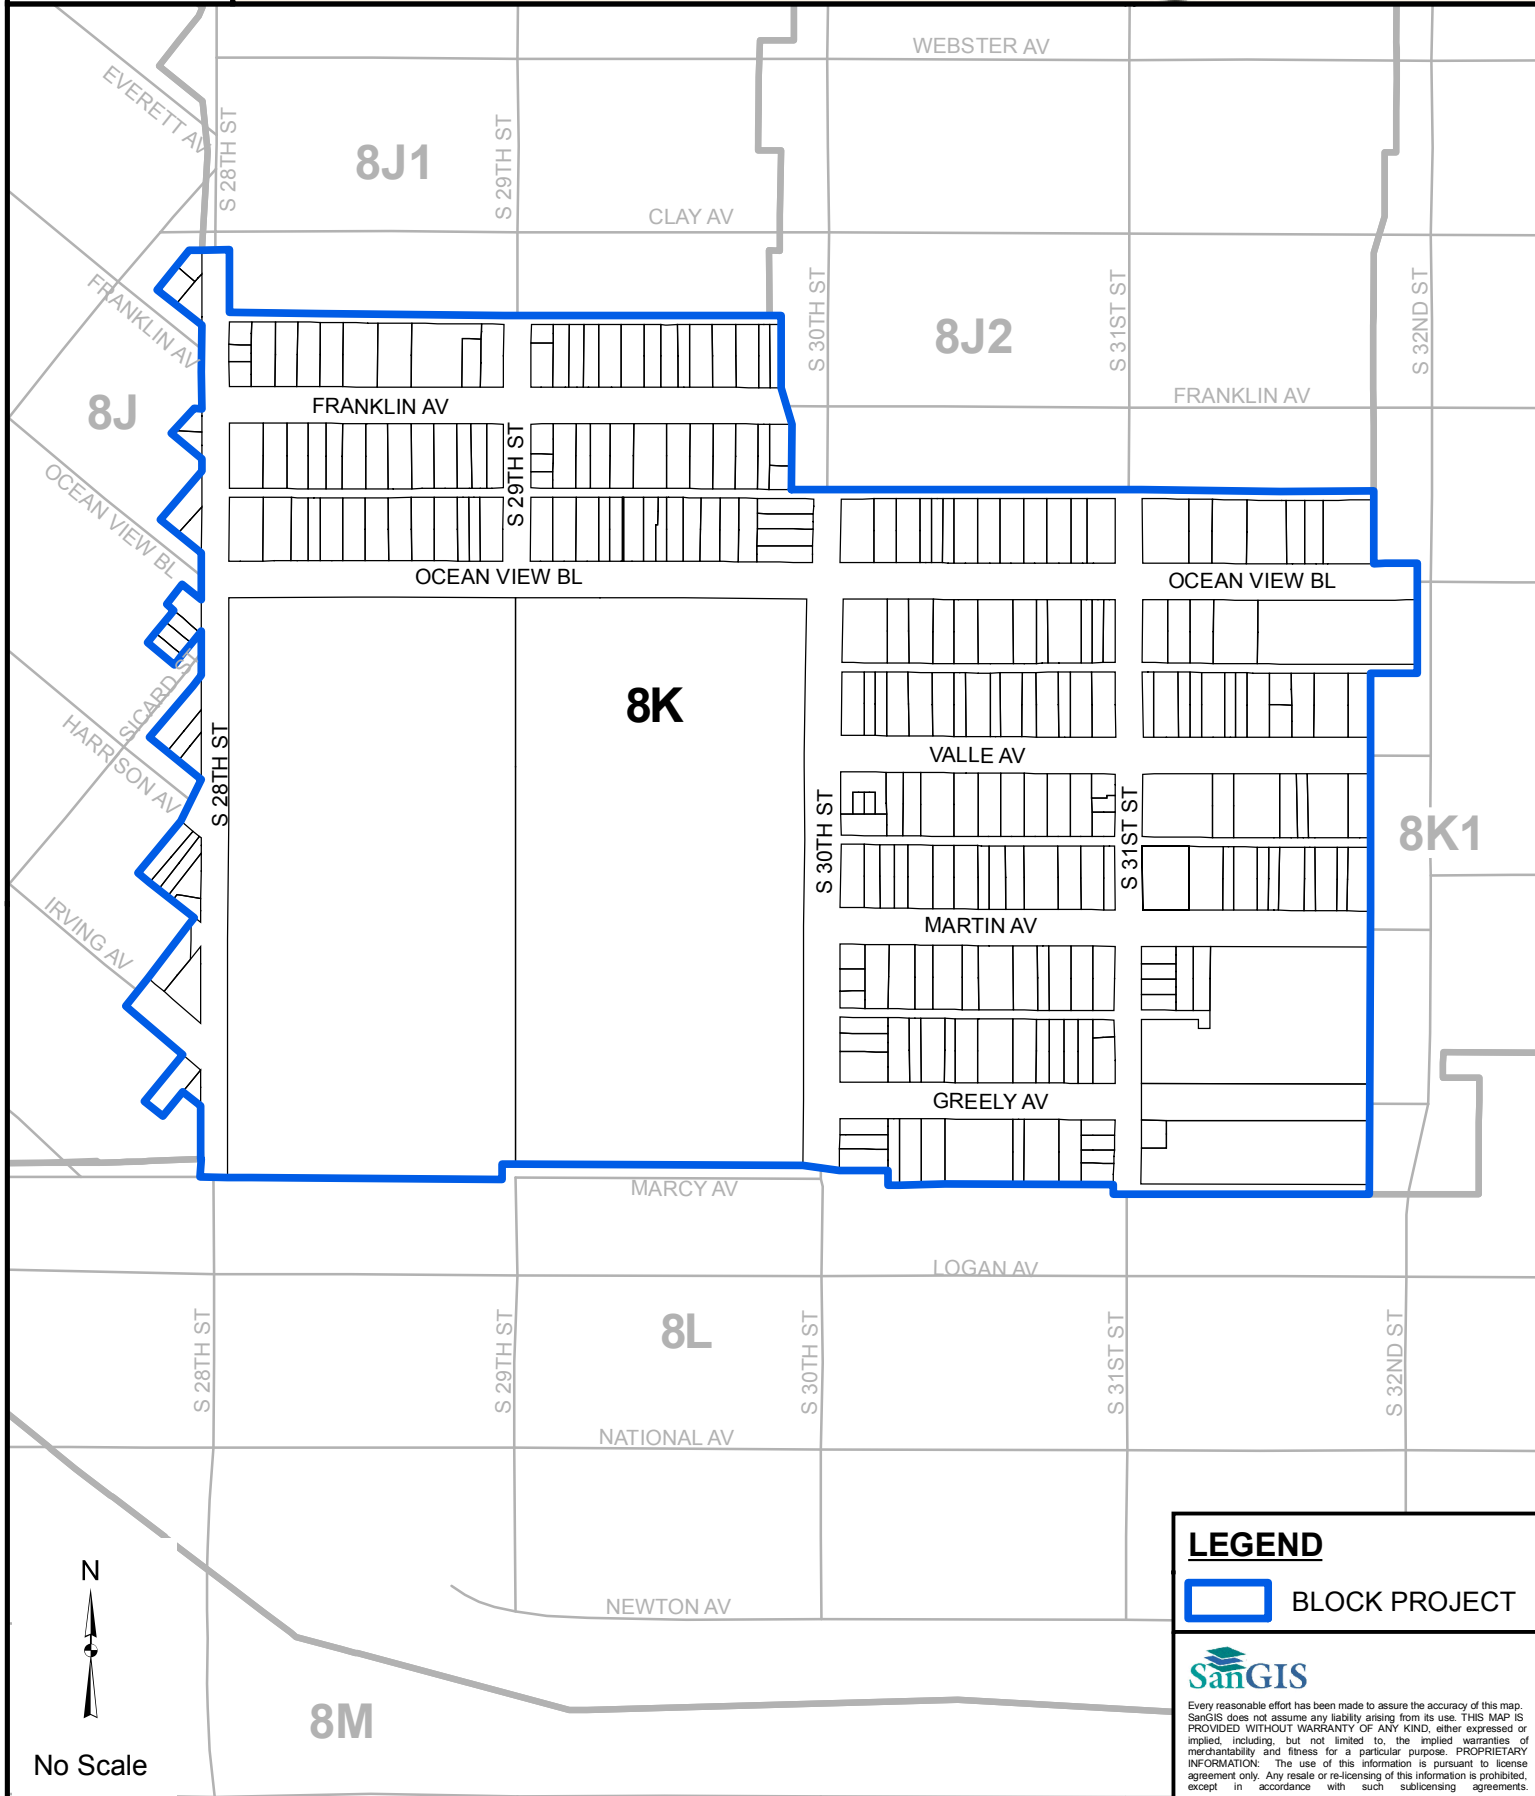 WEBSTER AV
EVERETT AV
S 28TH ST
8J1
S 29TH ST
CLAY AV
FRANKLIN AV
S 30TH ST
8J2
S 31ST ST
S 32ND ST
8J
FRANKLIN AV
FRANKLIN AV
S 29TH ST
OCEAN VIEW BL
OCEAN VIEW BL
OCEAN VIEW BL
SICARD ST
8K
HARRISON AV
S 28TH ST
VALLE AV
S 30TH ST
S 31ST ST
8K1
IRVING AV
MARTIN AV
GREELY AV
MARCY AV
LOGAN AV
S 28TH ST
S 29TH ST
8L
S 30TH ST
S 31ST ST
S 32ND ST
NATIONAL AV
NEWTON AV
8M
N
No Scale
LEGEND
BLOCK PROJECT
SanGIS
Every reasonable effort has been made to assure the accuracy of this map.
SanGIS does not assume any liability arising from its use. THIS MAP IS
PROVIDED WITHOUT WARRANTY OF ANY KIND, either expressed or
implied, including, but not limited to, the implied warranties of
merchantability and fitness for a particular purpose. PROPRIETARY
INFORMATION: The use of this information is pursuant to license
agreement only. Any resale or re-licensing of this information is prohibited,
except in accordance with such sublicensing agreements.